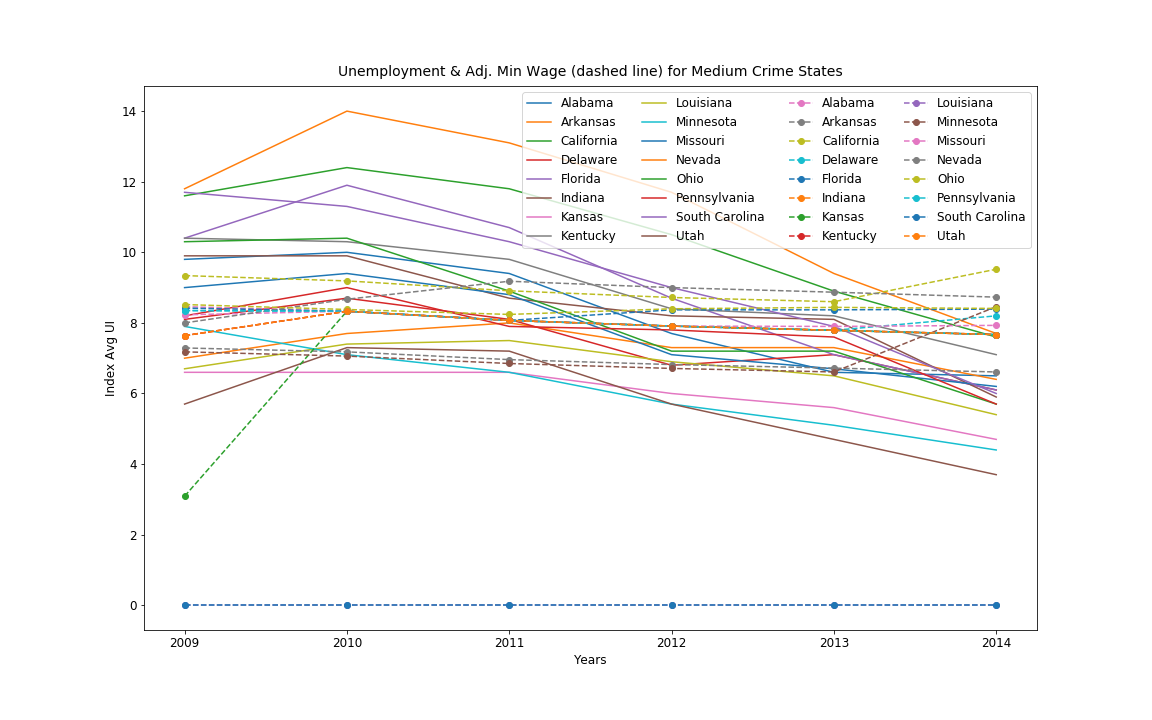 Unemployment & Adj. Min Wage (dashed line) for Medium Crime States
14
12
10
8
6
4
2
0
Index Avg UI
Alabama
Arkansas
California
Delaware
Florida
Indiana
Kansas
Kentucky
Louisiana
Minnesota
Missouri
Nevada
Ohio
Pennsylvania
South Carolina
Utah
Alabama
Arkansas
California
Delaware
Florida
Indiana
Kansas
Kentucky
Louisiana
Minnesota
Missouri
Nevada
Ohio
Pennsylvania
South Carolina
Utah
2009
2010
2011
2012
2013
2014
Years